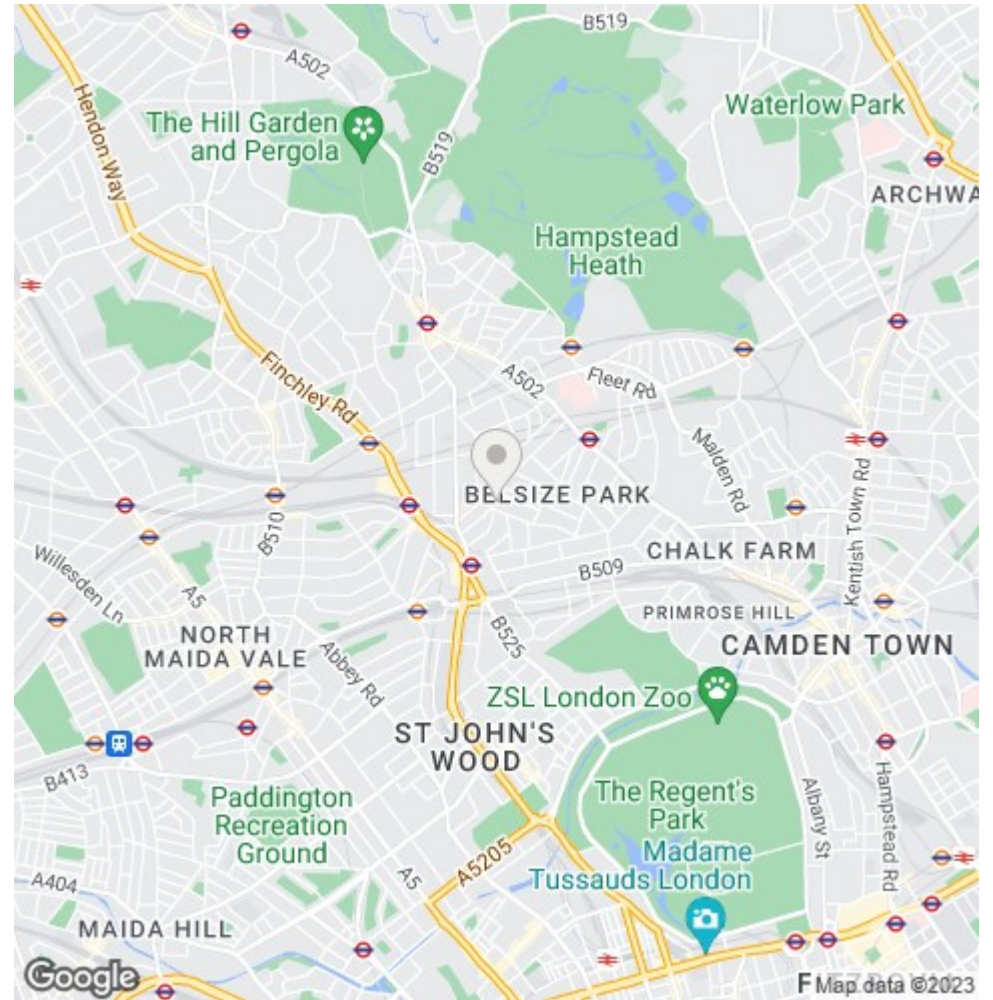 B519
A502
Waterlow Park
Hendon Way
The Hill Garden
and Pergola
B519
ARCHWA
Hampstead
Heath
Finchley Rd
A502
Fleet Rd
Malden Rd
BELSIZE PARK
Kentish Town Rd
B510
CHALK FARM
B509
Willesden Ln
A5
PRIMROSE HILL
NORTH
MAIDA VALE
Abbey Rd
B525
CAMDEN TOWN
ZSL London Zoo
ST JOHN'S
WOOD
B413
Paddington
Recreation
Ground
The Regent's
Park
Albany St
Hampstead Rd
Madame
Tussauds London
A5205
A404
A5
MAIDA HILL
Google
Map data ©2023